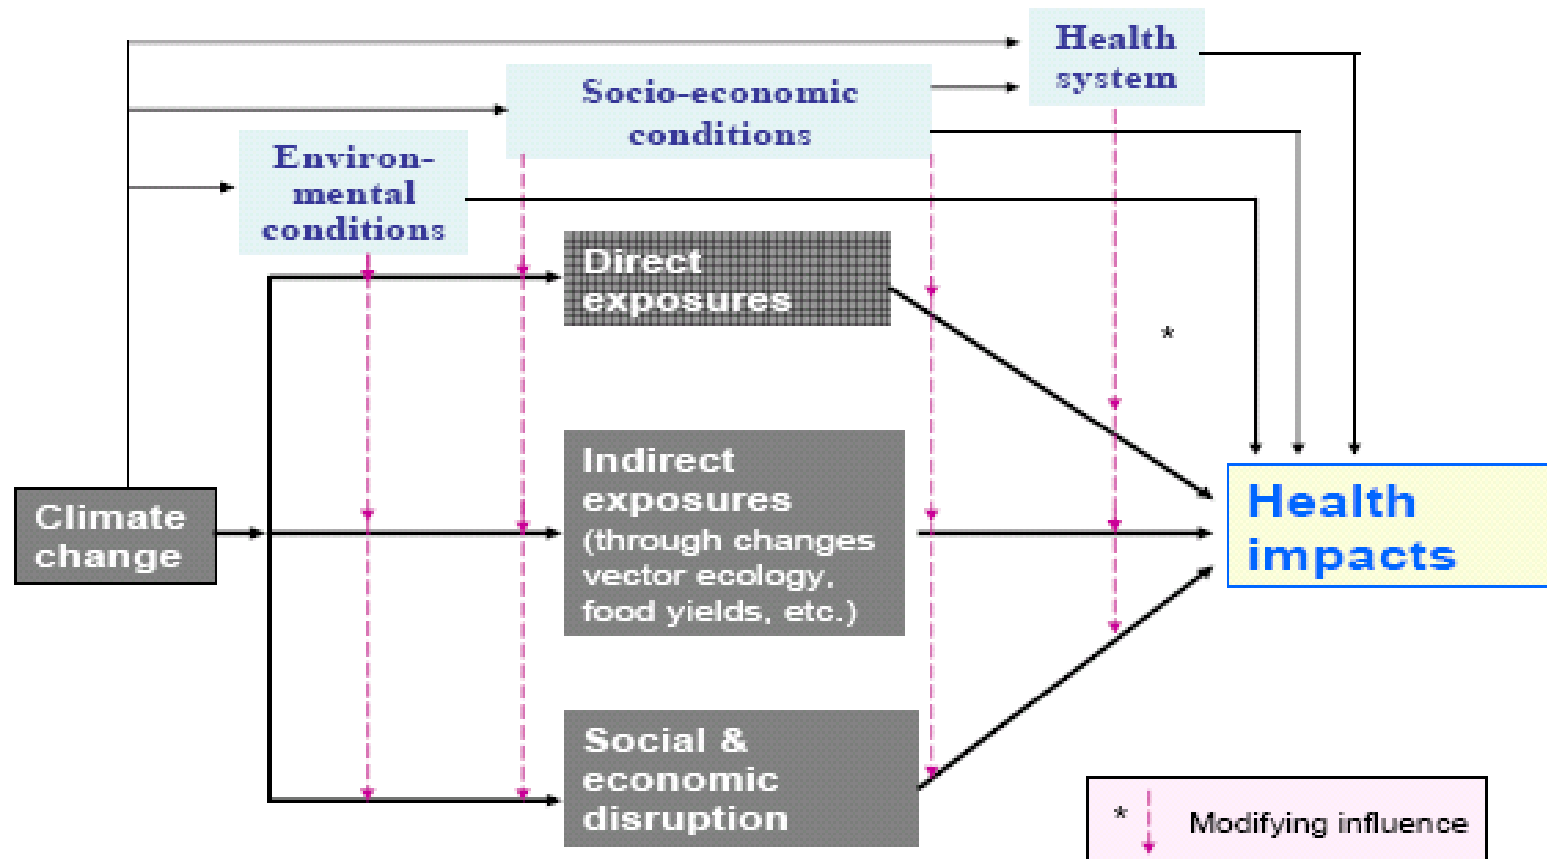 Health
system
Socio-economic
conditions
Environ-
mental
conditions
Direct
exposures
*
Indirect
exposures
(through changes
vector ecology,
food yields, etc.)
Climate
change
Health
impacts
Social &
economic
disruption
* Modifying influence